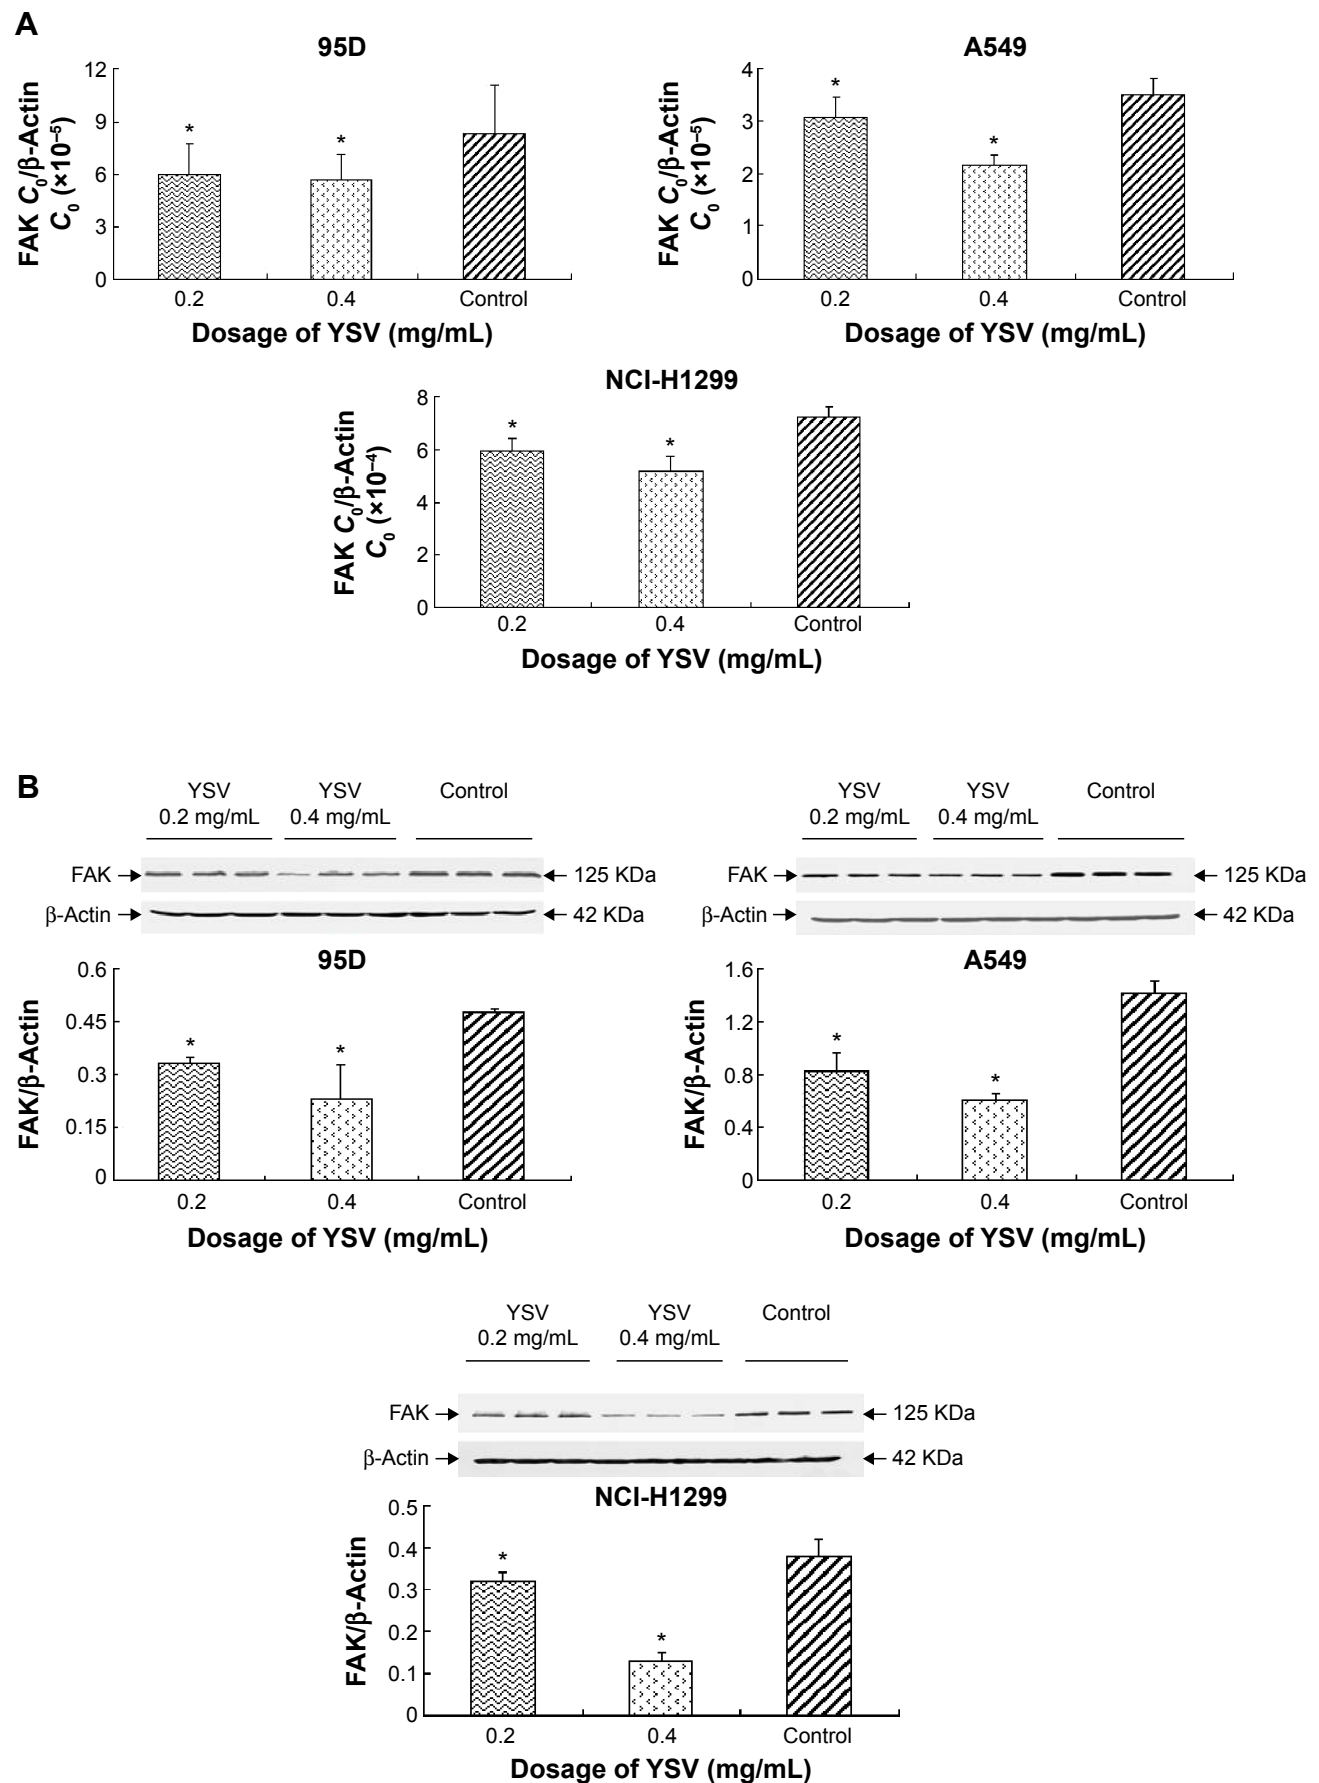 A
95D
FAK C₀/β-Actin
C₀ (×10⁻⁵)
12
9
6
3
0
*
*
0.2 0.4 Control
Dosage of YSV (mg/mL)
A549
FAK C₀/β-Actin
C₀ (×10⁻⁵)
4
3
2
1
0
*
*
0.2 0.4 Control
Dosage of YSV (mg/mL)
NCI-H1299
FAK C₀/β-Actin
C₀ (×10⁻⁴)
8
6
4
2
0
*
*
0.2 0.4 Control
Dosage of YSV (mg/mL)
B
YSV YSV Control
0.2 mg/mL 0.4 mg/mL
FAK 125 KDa
β-Actin 42 KDa
95D
FAK/β-Actin
0.6
0.45
0.3
0.15
0
*
*
0.2 0.4 Control
Dosage of YSV (mg/mL)
YSV YSV Control
0.2 mg/mL 0.4 mg/mL
FAK 125 KDa
β-Actin 42 KDa
A549
FAK/β-Actin
1.6
1.2
0.8
0.4
0
*
*
0.2 0.4 Control
Dosage of YSV (mg/mL)
YSV YSV Control
0.2 mg/mL 0.4 mg/mL
FAK 125 KDa
β-Actin 42 KDa
NCI-H1299
FAK/β-Actin
0.5
0.4
0.3
0.2
0.1
0
*
*
0.2 0.4 Control
Dosage of YSV (mg/mL)